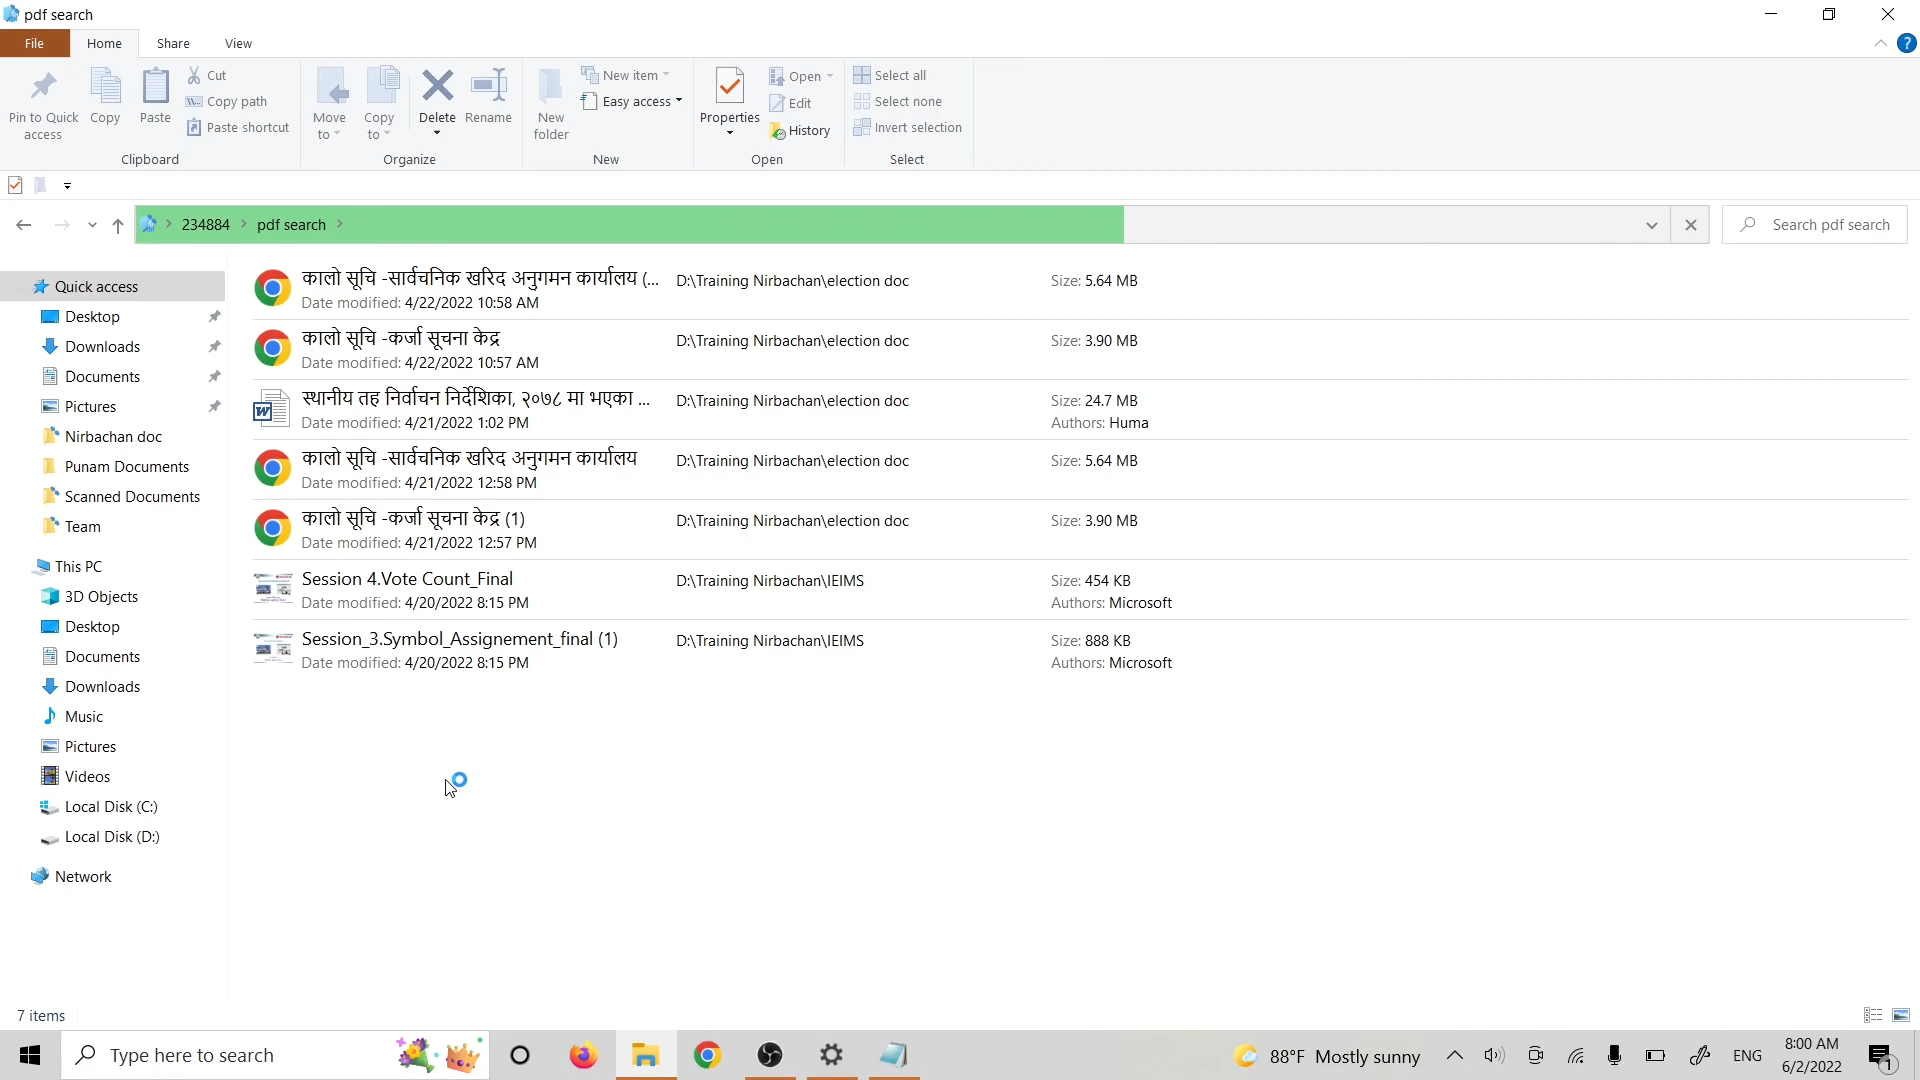 pdf search
File Home Share View
Pin to Quick access
Copy
Paste
Cut
Copy path
Paste shortcut
Clipboard
Move to
Copy to
Delete
Rename
Organize
New folder
New item
Easy access
New
Properties
Open
Edit
History
Open
Select all
Select none
Invert selection
Select
234884 pdf search
Search pdf search
Quick access
Desktop
Downloads
Documents
Pictures
Nirbachan doc
Punam Documents
Scanned Documents
Team
This PC
3D Objects
Desktop
Documents
Downloads
Music
Pictures
Videos
Local Disk (C:)
Local Disk (D:)
Network
कालो सूचि -सार्वचनिक खरिद अनुगमन कार्यालय (... D:\Training Nirbachan\election doc Size: 5.64 MB
Date modified: 4/22/2022 10:58 AM
कालो सूचि -कर्जा सूचना केद्र D:\Training Nirbachan\election doc Size: 3.90 MB
Date modified: 4/22/2022 10:57 AM
स्थानीय तह निर्वाचन निर्देशिका, २०७८ मा भएका ... D:\Training Nirbachan\election doc Size: 24.7 MB
Date modified: 4/21/2022 1:02 PM Authors: Huma
कालो सूचि -सार्वचनिक खरिद अनुगमन कार्यालय D:\Training Nirbachan\election doc Size: 5.64 MB
Date modified: 4/21/2022 12:58 PM
कालो सूचि -कर्जा सूचना केद्र (1) D:\Training Nirbachan\election doc Size: 3.90 MB
Date modified: 4/21/2022 12:57 PM
Session 4.Vote Count_Final D:\Training Nirbachan\IEIMS Size: 454 KB
Date modified: 4/20/2022 8:15 PM Authors: Microsoft
Session_3.Symbol_Assignement_final (1) D:\Training Nirbachan\IEIMS Size: 888 KB
Date modified: 4/20/2022 8:15 PM Authors: Microsoft
7 items
Type here to search
88°F Mostly sunny
ENG
8:00 AM
6/2/2022
1